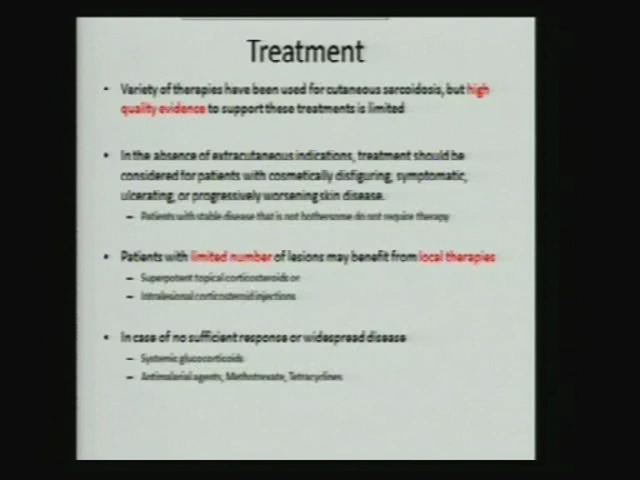 Treatment
• Variety of therapies have been used for cutaneous sarcoidosis, but high
quality evidence to support these treatments is limited
• In the absence of extracutaneous indications, treatment should be
considered for patients with cosmetically disfiguring, symptomatic,
ulcerating, or progressively worsening skin disease.
– Patients with stable disease that is not bothersome do not require therapy
• Patients with limited number of lesions may benefit from local therapies
– Superpotent topical corticosteroids or
– Intralesional corticosteroid injections
• In case of no sufficient response or widespread disease
– Systemic glucocorticoids
– Antimalarial agents, Methotrexate, Tetracyclines